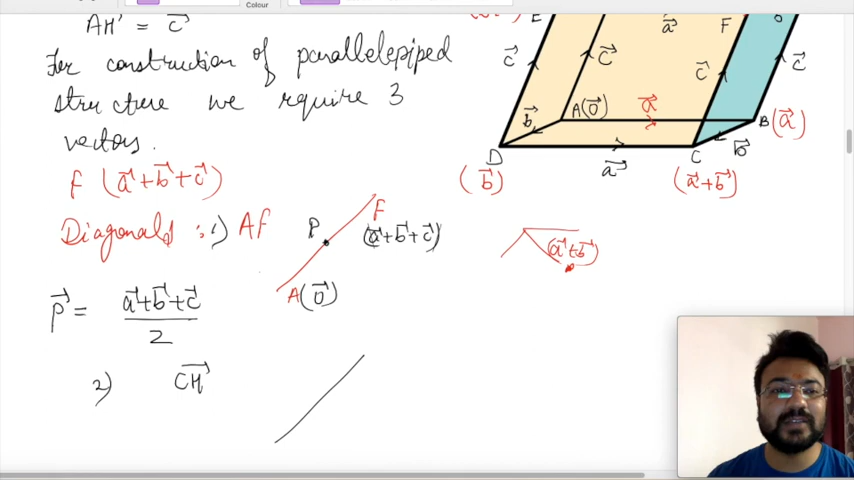 Colour
AH⃗ = c⃗
For construction of parallelepiped
structure we require 3
vectors.
F (a⃗+b⃗+c⃗)
Diagonals :- 1) AF
P
F
(a⃗+b⃗+c⃗)
A(0⃗)
p⃗ = a⃗+b⃗+c⃗
2
2) CH⃗
E
a⃗
F
c⃗
c⃗
c⃗
c⃗
b⃗
A(0⃗)
a⃗
B (a⃗)
D
a⃗
C
b⃗
(b⃗)
(a⃗+b⃗)
(a⃗+b⃗)